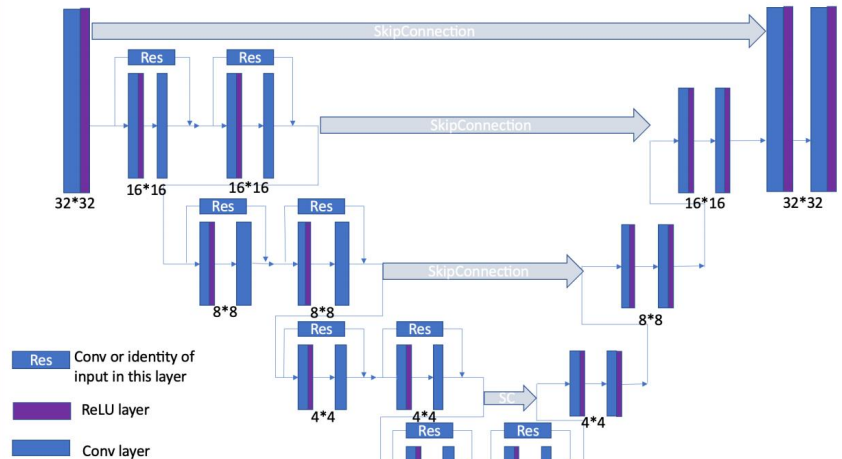 SkipConnection
Res
Res
SkipConnection
32*32
16*16
16*16
16*16
32*32
Res
Res
SkipConnection
8*8
8*8
8*8
Res
Res
SC
4*4
4*4
4*4
Res
Res
Res
Conv or identity of
input in this layer
ReLU layer
Conv layer